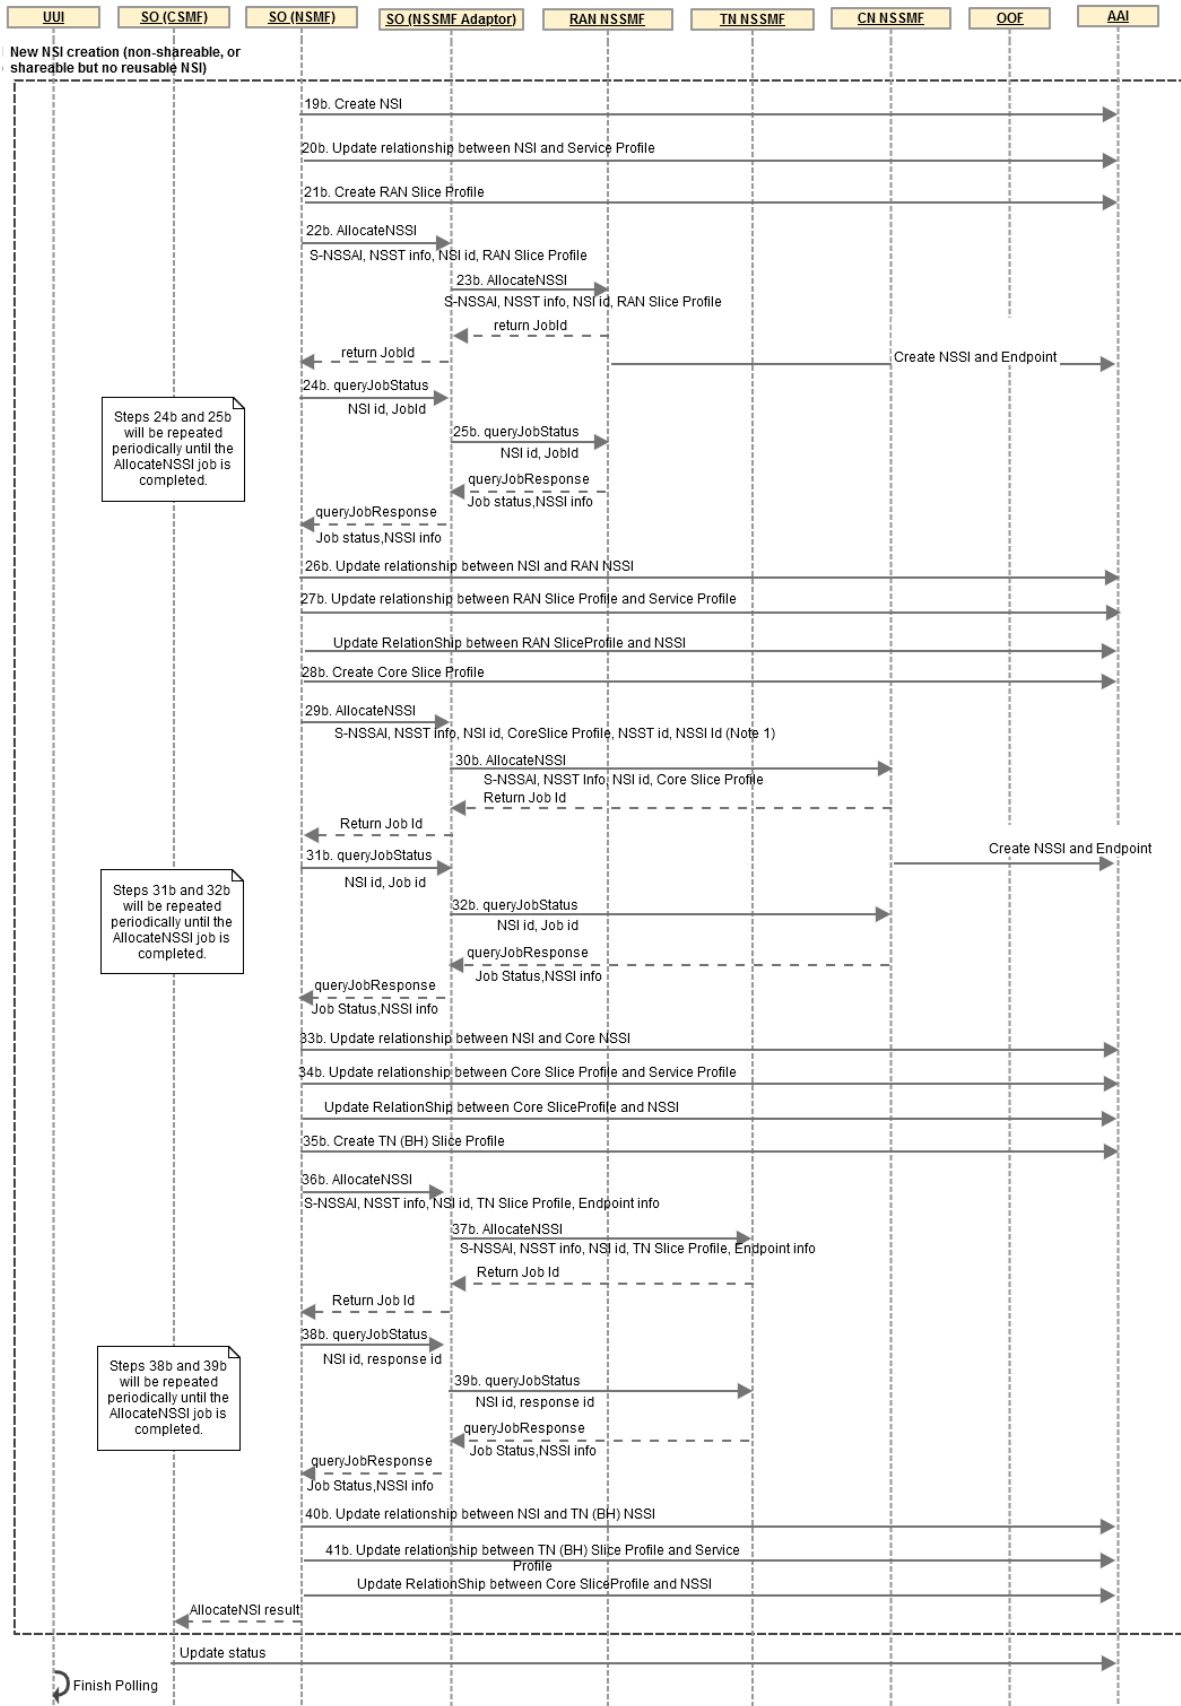 UUI
SO (CSMF)
SO (NSMF)
SO (NSSMF Adaptor)
RAN NSSMF
TN NSSMF
CN NSSMF
OOF
AAI
New NSI creation (non-shareable, or
shareable but no reusable NSI)
19b. Create NSI
20b. Update relationship between NSI and Service Profile
21b. Create RAN Slice Profile
22b. AllocateNSSI
S-NSSAI, NSST info, NSI id, RAN Slice Profile
23b. AllocateNSSI
S-NSSAI, NSST info, NSI id, RAN Slice Profile
return JobId
return JobId
Create NSSI and Endpoint
24b. queryJobStatus
NSI id, JobId
Steps 24b and 25b
will be repeated
periodically until the
AllocateNSSI job is
completed.
25b. queryJobStatus
NSI id, JobId
queryJobResponse
Job status,NSSI info
queryJobResponse
Job status,NSSI info
26b. Update relationship between NSI and RAN NSSI
27b. Update relationship between RAN Slice Profile and Service Profile
Update RelationShip between RAN SliceProfile and NSSI
28b. Create Core Slice Profile
29b. AllocateNSSI
S-NSSAI, NSST info, NSI id, CoreSlice Profile, NSST id, NSSI Id (Note 1)
30b. AllocateNSSI
S-NSSAI, NSST Info, NSI id, Core Slice Profile
Return Job Id
Return Job Id
Create NSSI and Endpoint
31b. queryJobStatus
NSI id, Job id
Steps 31b and 32b
will be repeated
periodically until the
AllocateNSSI job is
completed.
32b. queryJobStatus
NSI id, Job id
queryJobResponse
Job Status,NSSI info
queryJobResponse
Job Status,NSSI info
33b. Update relationship between NSI and Core NSSI
34b. Update relationship between Core Slice Profile and Service Profile
Update RelationShip between Core SliceProfile and NSSI
35b. Create TN (BH) Slice Profile
36b. AllocateNSSI
S-NSSAI, NSST info, NSI id, TN Slice Profile, Endpoint info
37b. AllocateNSSI
S-NSSAI, NSST info, NSI id, TN Slice Profile, Endpoint info
Return Job Id
Return Job Id
38b. queryJobStatus
NSI id, response id
Steps 38b and 39b
will be repeated
periodically until the
AllocateNSSI job is
completed.
39b. queryJobStatus
NSI id, response id
queryJobResponse
Job Status,NSSI info
queryJobResponse
Job Status,NSSI info
40b. Update relationship between NSI and TN (BH) NSSI
41b. Update relationship between TN (BH) Slice Profile and Service
Profile
Update RelationShip between Core SliceProfile and NSSI
AllocateNSI result
Update status
Finish Polling